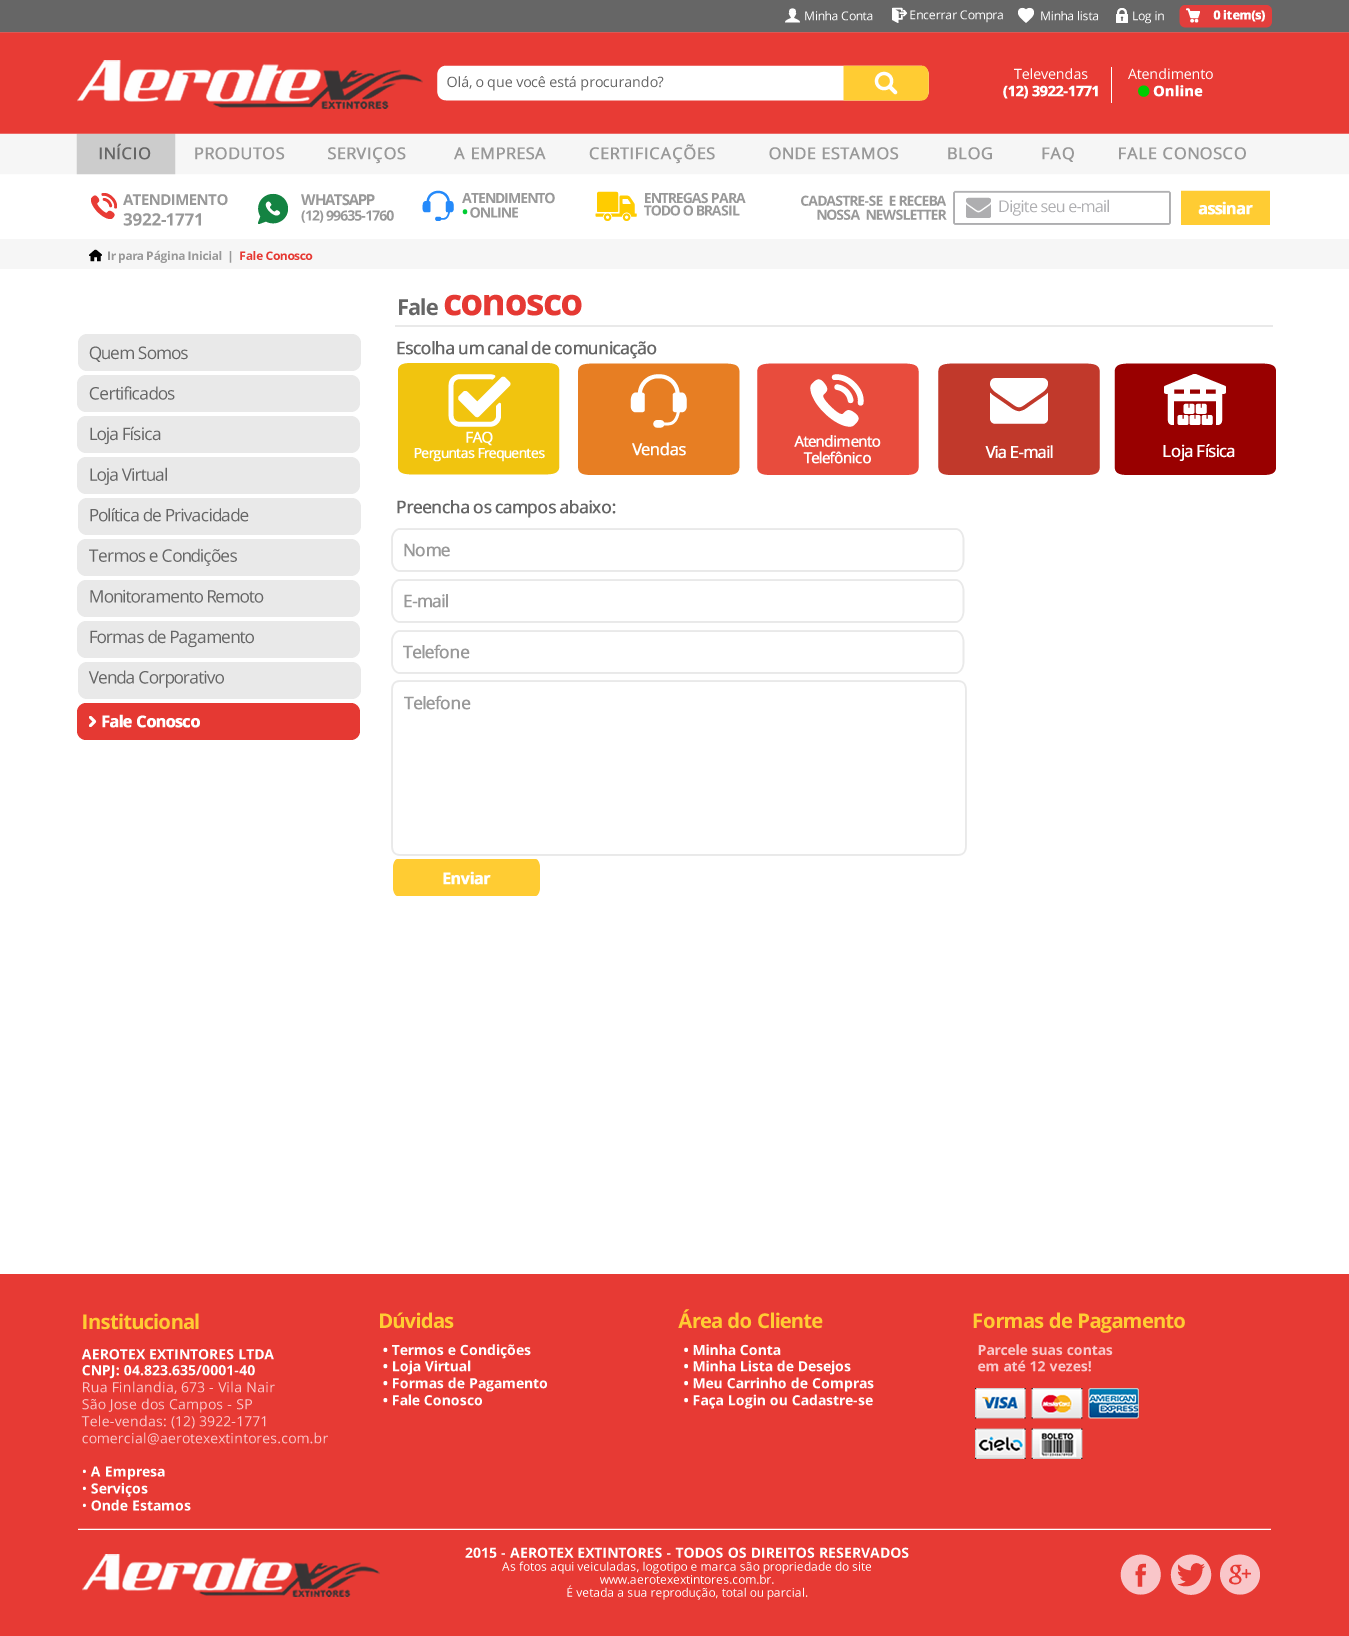 Minha Conta
Encerrar Compra
Minha lista
Log in
0 item(s)
Aerotex
EXTINTORES
Olá, o que você está procurando?
Televendas
(12) 3922-1771
Atendimento
Online
INÍCIO
PRODUTOS
SERVIÇOS
A EMPRESA
CERTIFICAÇÕES
ONDE ESTAMOS
BLOG
FAQ
FALE CONOSCO
ATENDIMENTO
3922-1771
WHATSAPP
(12) 99635-1760
ATENDIMENTO
• ONLINE
ENTREGAS PARA
TODO O BRASIL
CADASTRE-SE E RECEBA
NOSSA NEWSLETTER
Digite seu e-mail
assinar
Ir para Página Inicial | Fale Conosco
Fale conosco
Quem Somos
Certificados
Loja Física
Loja Virtual
Política de Privacidade
Termos e Condições
Monitoramento Remoto
Formas de Pagamento
Venda Corporativo
Fale Conosco
Escolha um canal de comunicação
FAQ
Perguntas Frequentes
Vendas
Atendimento
Telefônico
Via E-mail
Loja Física
Preencha os campos abaixo:
Nome
E-mail
Telefone
Telefone
Enviar
Institucional
AEROTEX EXTINTORES LTDA
CNPJ: 04.823.635/0001-40
Rua Finlandia, 673 - Vila Nair
São Jose dos Campos - SP
Tele-vendas: (12) 3922-1771
comercial@aerotexextintores.com.br
• A Empresa
• Serviços
• Onde Estamos
Dúvidas
• Termos e Condições
• Loja Virtual
• Formas de Pagamento
• Fale Conosco
Área do Cliente
• Minha Conta
• Minha Lista de Desejos
• Meu Carrinho de Compras
• Faça Login ou Cadastre-se
Formas de Pagamento
Parcele suas contas
em até 12 vezes!
VISA
MasterCard
AMERICAN EXPRESS
cielo
BOLETO
Aerotex
EXTINTORES
2015 - AEROTEX EXTINTORES - TODOS OS DIREITOS RESERVADOS
As fotos aqui veiculadas, logotipo e marca são propriedade do site
www.aerotexextintores.com.br.
É vetada a sua reprodução, total ou parcial.
f
g+